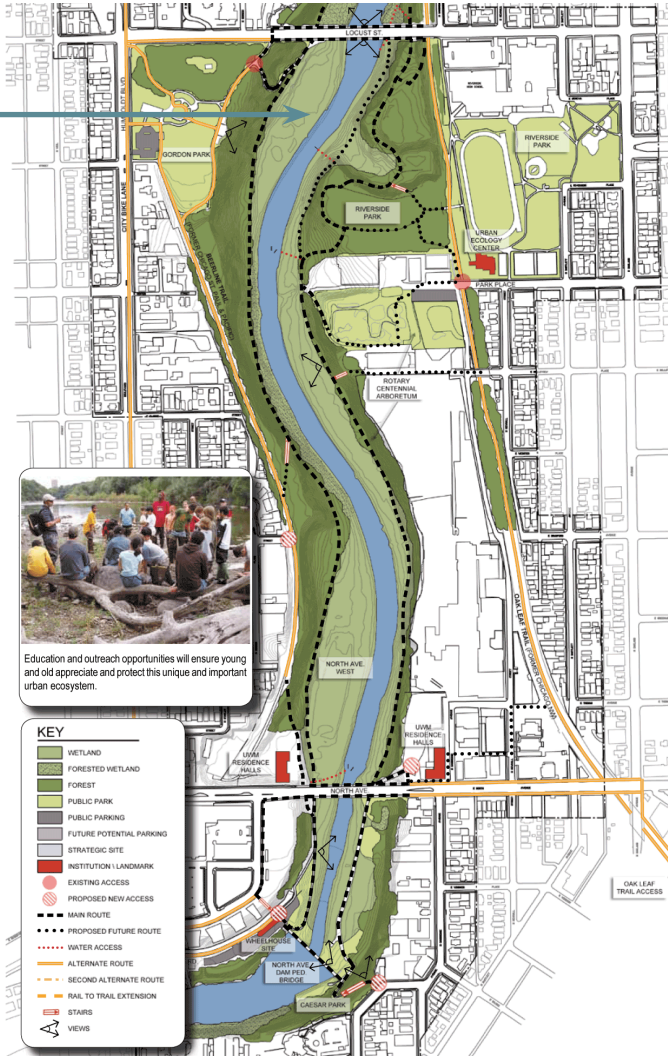 LOCUST ST.
HUMBOLDT BLVD.
CITY BIKE LANE
GORDON PARK
RIVERSIDE
PARK
RIVERSIDE
PARK
URBAN
ECOLOGY
CENTER
PARK PLACE
BEERLINE TRAIL
ROTARY
CENTENNIAL
ARBORETUM
OAK LEAF TRAIL (FORMER CHICAGO NW)
Education and outreach opportunities will ensure young
and old appreciate and protect this unique and important
urban ecosystem.
NORTH AVE.
WEST
UWM
RESIDENCE
HALLS
UWM
RESIDENCE
HALLS
NORTH AVE.
OAK LEAF
TRAIL ACCESS
WHEELHOUSE
SITE
NORTH AVE
DAM PED.
BRIDGE
CAESAR PARK
KEY
WETLAND
FORESTED WETLAND
FOREST
PUBLIC PARK
PUBLIC PARKING
FUTURE POTENTIAL PARKING
STRATEGIC SITE
INSTITUTION \ LANDMARK
EXISTING ACCESS
PROPOSED NEW ACCESS
MAIN ROUTE
PROPOSED FUTURE ROUTE
WATER ACCESS
ALTERNATE ROUTE
SECOND ALTERNATE ROUTE
RAIL TO TRAIL EXTENSION
STAIRS
VIEWS